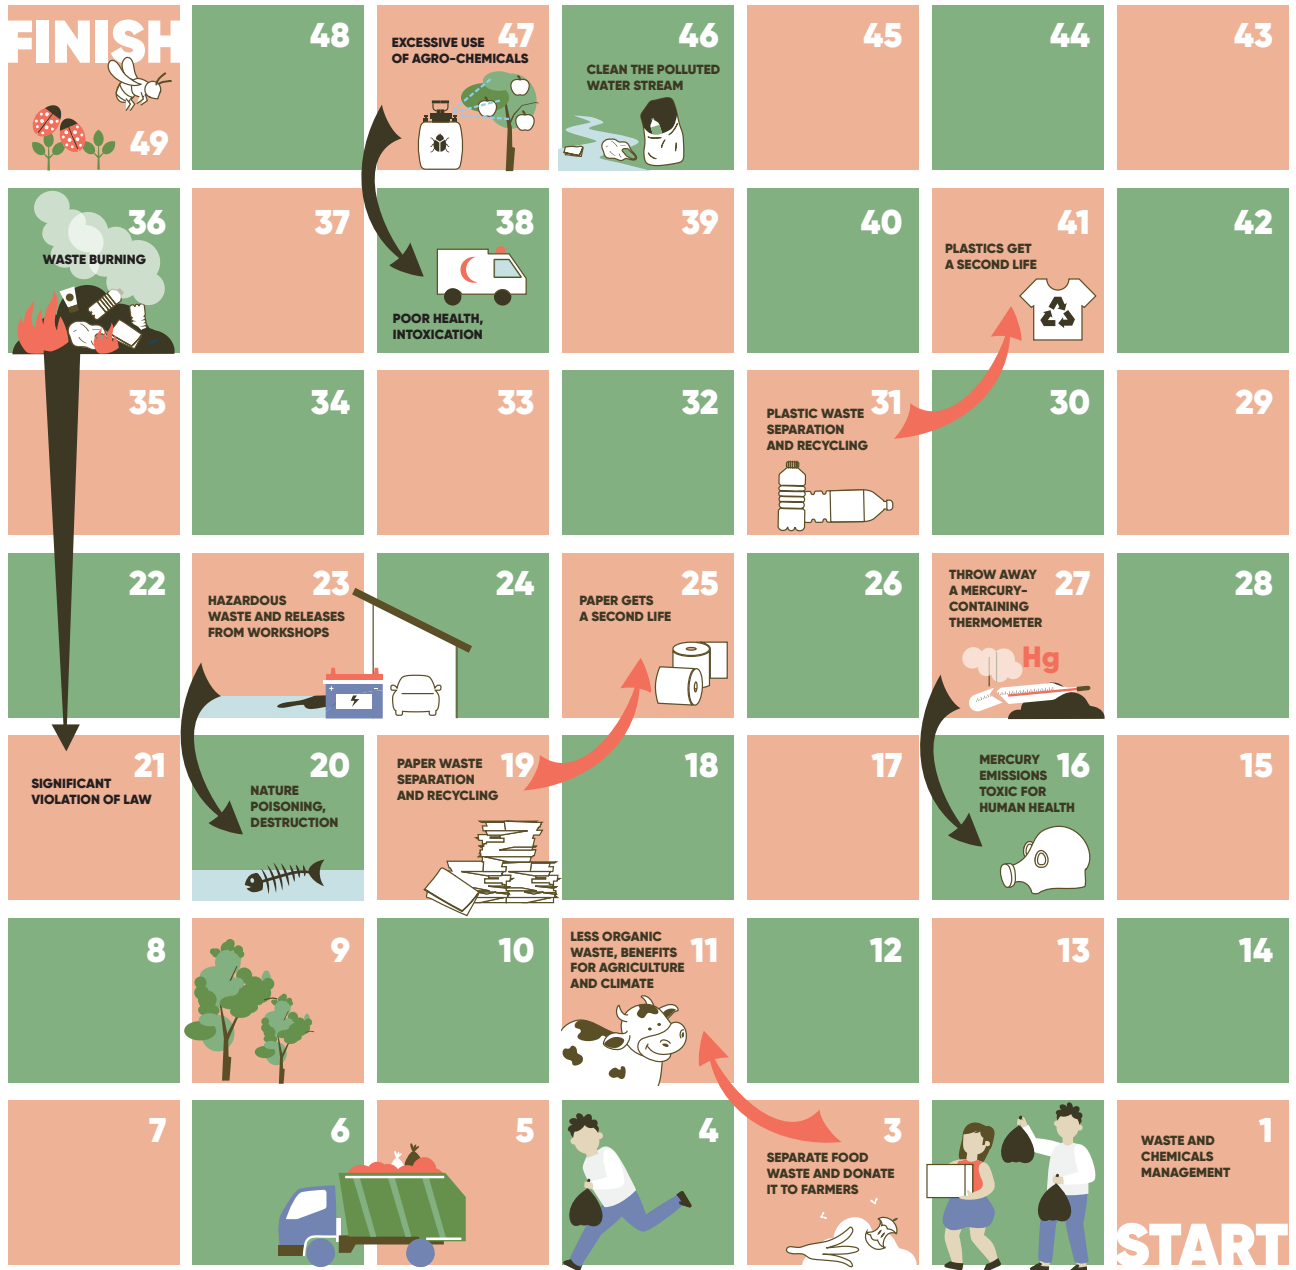 FINISH
49
48
EXCESSIVE USE
OF AGRO-CHEMICALS
47
46
CLEAN THE POLLUTED
WATER STREAM
45
44
43
36
WASTE BURNING
37
38
POOR HEALTH,
INTOXICATION
39
40
41
PLASTICS GET
A SECOND LIFE
42
35
34
33
32
31
PLASTIC WASTE
SEPARATION
AND RECYCLING
30
29
22
23
HAZARDOUS
WASTE AND RELEASES
FROM WORKSHOPS
24
25
PAPER GETS
A SECOND LIFE
26
27
THROW AWAY
A MERCURY-
CONTAINING
THERMOMETER
Hg
28
21
SIGNIFICANT
VIOLATION OF LAW
20
NATURE
POISONING,
DESTRUCTION
19
PAPER WASTE
SEPARATION
AND RECYCLING
18
17
16
MERCURY
EMISSIONS
TOXIC FOR
HUMAN HEALTH
15
8
9
10
11
LESS ORGANIC
WASTE, BENEFITS
FOR AGRICULTURE
AND CLIMATE
12
13
14
7
6
5
4
3
SEPARATE FOOD
WASTE AND DONATE
IT TO FARMERS
1
WASTE AND
CHEMICALS
MANAGEMENT
START